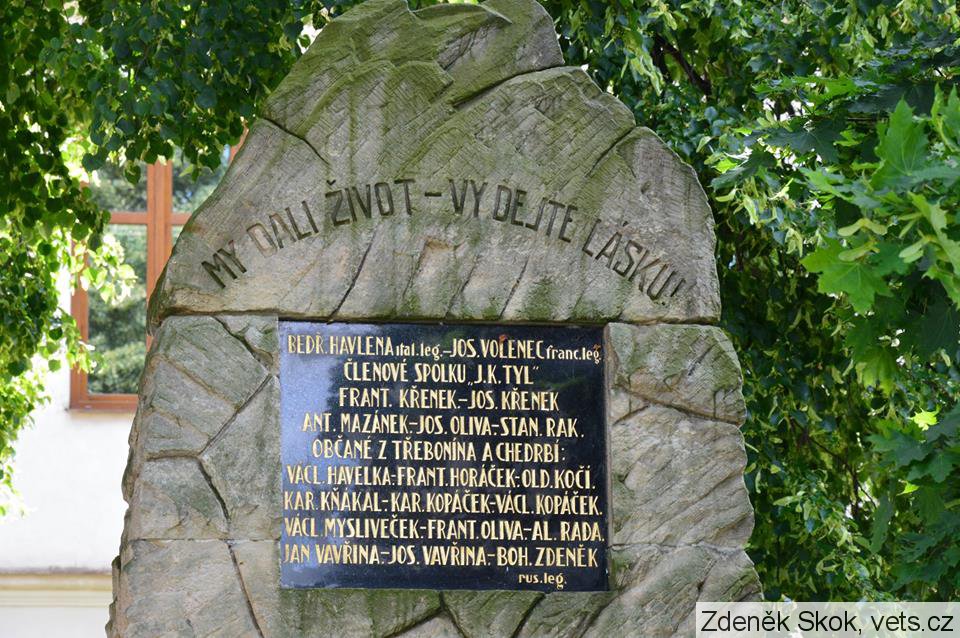 MY DALI ŽIVOT – VY DEJTE LÁSKU!
BEDŘ. HAVLENA ital. leg. – JOS. VOLENEC franc. leg.
ČLENOVÉ SPOLKU „J.K. TYL"
FRANT. KŘENEK – JOS. KŘENEK
ANT. MAZÁNEK – JOS. OLIVA – STAN. RAK.
OBČANÉ Z TŘEBONÍNA A CHEDRBÍ:
VÁCL. HAVELKA – FRANT. HORÁČEK – OLD. KOČÍ.
KAR. KŇÁKAL – KAR. KOPÁČEK – VÁCL. KOPÁČEK.
VÁCL. MYSLIVEČEK – FRANT. OLIVA – AL. RADA.
JAN VAVŘINA – JOS. VAVŘINA – BOH. ZDENĚK
rus. leg.
Zdeněk Skok, vets.cz